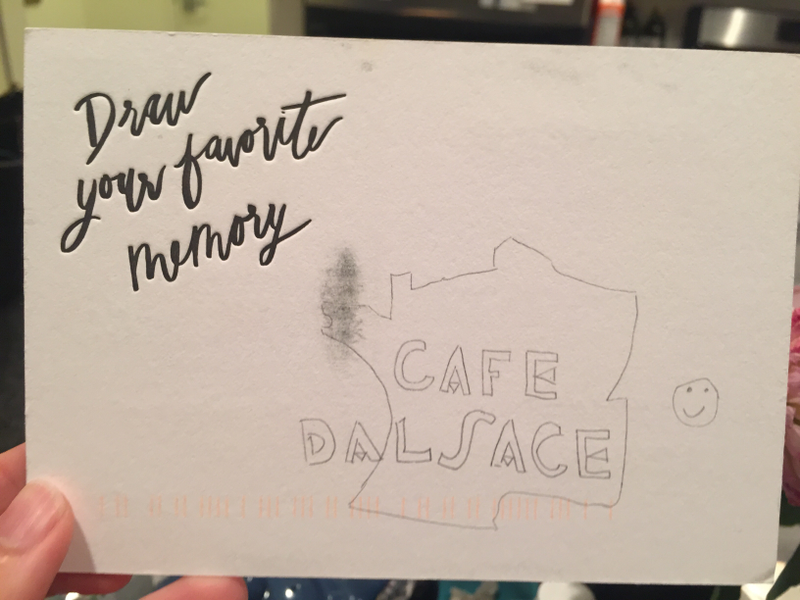 Draw
your favorite
memory
CAFE
DALSACE